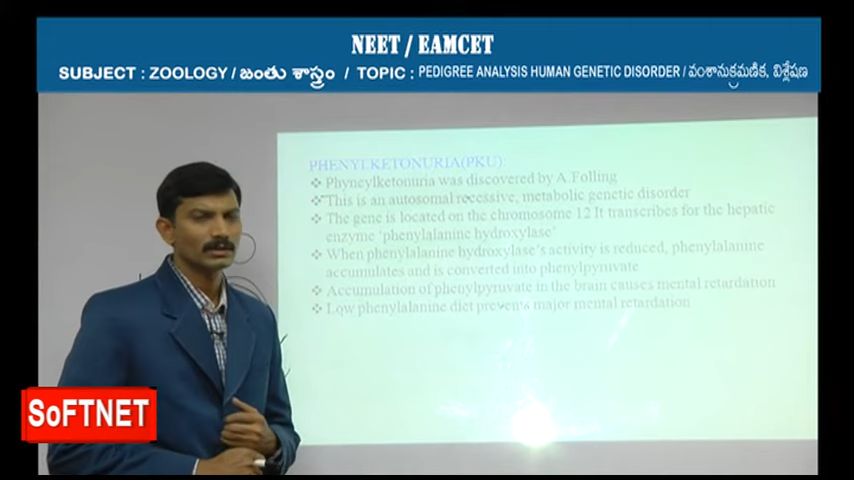 NEET / EAMCET
SUBJECT : ZOOLOGY / జంతు శాస్త్రం / TOPIC : PEDIGREE ANALYSIS HUMAN GENETIC DISORDER / వంశానుక్రమణిక, విశ్లేషణ
PHENYLKETONURIA(PKU):
❖ Phyneylketonuria was discovered by A.Folling
❖ This is an autosomal recessive, metabolic genetic disorder
❖ The gene is located on the chromosome 12 It transcribes for the hepatic
enzyme 'phenylalanine hydroxylase'
❖ When phenylalanine hydroxylase's activity is reduced, phenylalanine
accumulates and is converted into phenylpyruvate
❖ Accumulation of phenylpyruvate in the brain causes mental retardation
❖ Low phenylalanine diet prevents major mental retardation
SoFTNET